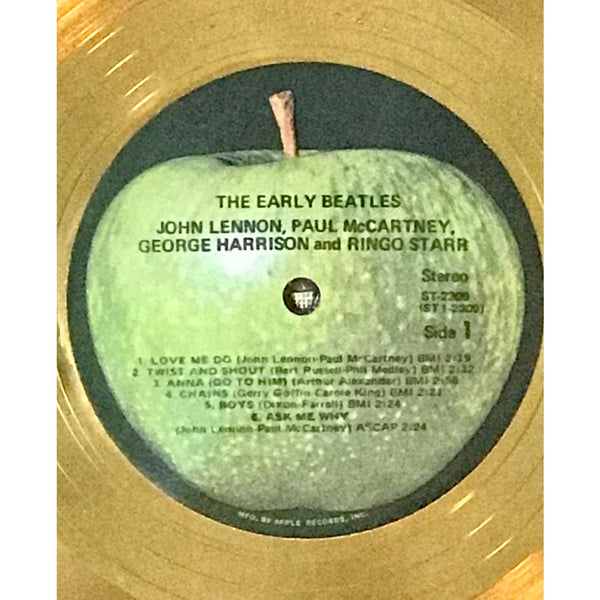 THE EARLY BEATLES
JOHN LENNON, PAUL McCARTNEY,
GEORGE HARRISON and RINGO STARR
Stereo
ST-2309
(ST1-2309)
Side 1
1. LOVE ME DO (John Lennon-Paul McCartney) BMI 2:19
2. TWIST AND SHOUT (Bert Russell-Phil Medley) BMI 2:32
3. ANNA (GO TO HIM) (Arthur Alexander) BMI 2:56
4. CHAINS (Gerry Goffin-Carole King) BMI 2:21
5. BOYS (Dixon-Farrell) BMI 2:24
6. ASK ME WHY
(John Lennon-Paul McCartney) ASCAP 2:24
MFG. BY APPLE RECORDS, INC.